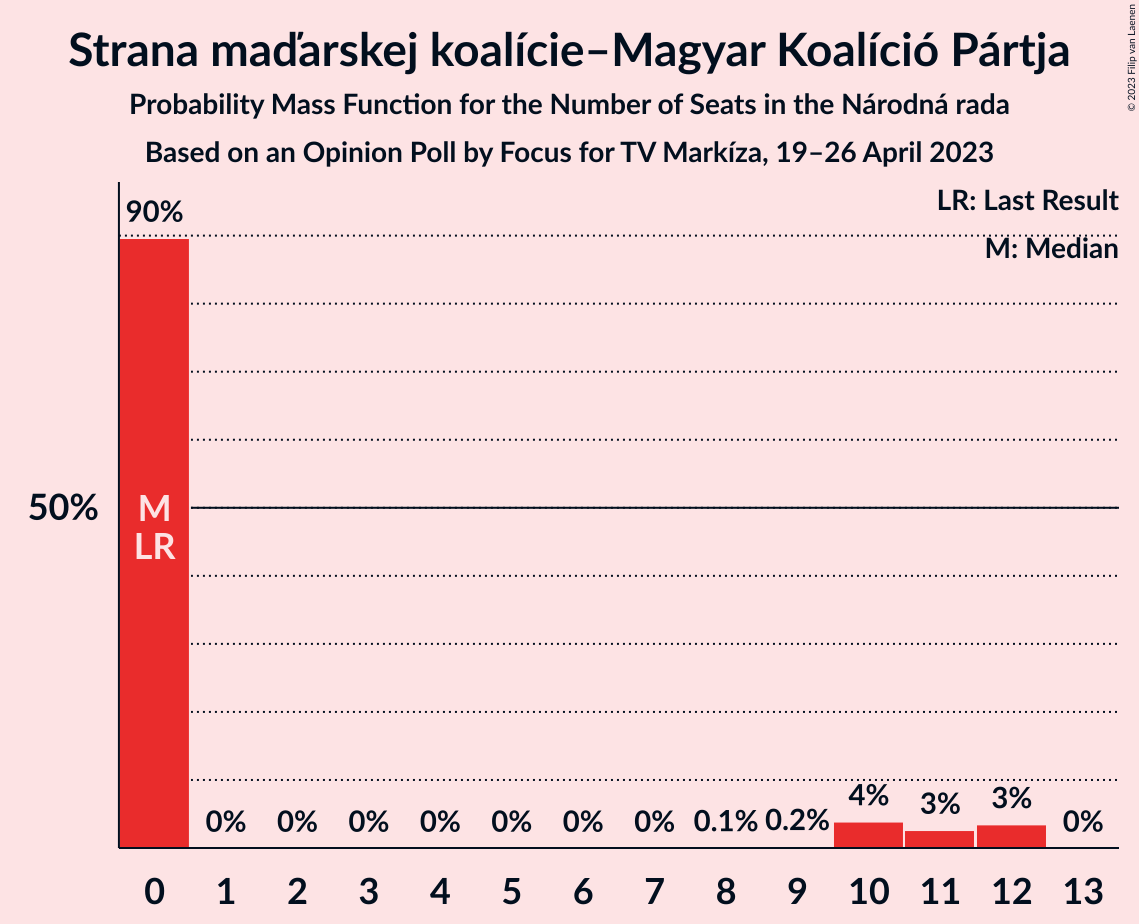 Strana maďarskej koalície–Magyar Koalíció Pártja
Probability Mass Function for the Number of Seats in the Národná rada
Based on an Opinion Poll by Focus for TV Markíza, 19–26 April 2023
© 2023 Filip van Laenen
LR: Last Result
M: Median
90%
50%
M
LR
0% 0% 0% 0% 0% 0% 0% 0.1% 0.2% 4% 3% 3% 0%
0 1 2 3 4 5 6 7 8 9 10 11 12 13